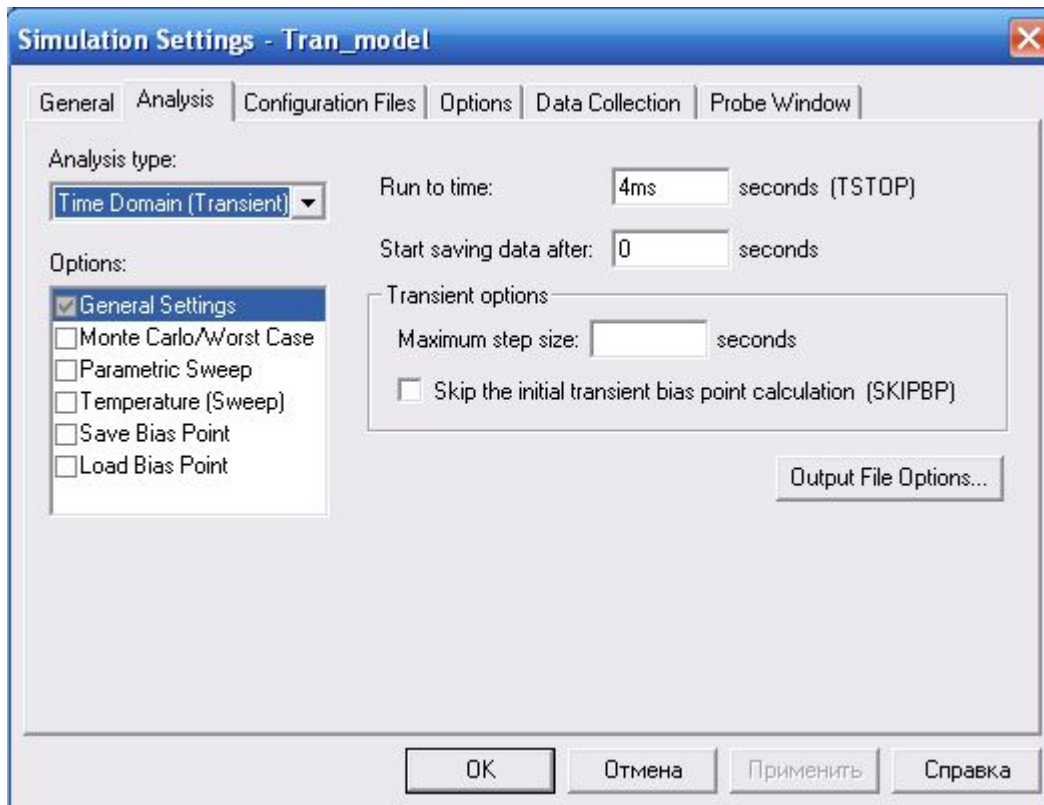 Simulation Settings - Tran_model
General Analysis Configuration Files Options Data Collection Probe Window
Analysis type:
Time Domain (Transient)
Options:
General Settings
Monte Carlo/Worst Case
Parametric Sweep
Temperature (Sweep)
Save Bias Point
Load Bias Point
Run to time: 4ms seconds (TSTOP)
Start saving data after: 0 seconds
Transient options
Maximum step size: seconds
Skip the initial transient bias point calculation (SKIPBP)
Output File Options...
OK Отмена Применить Справка